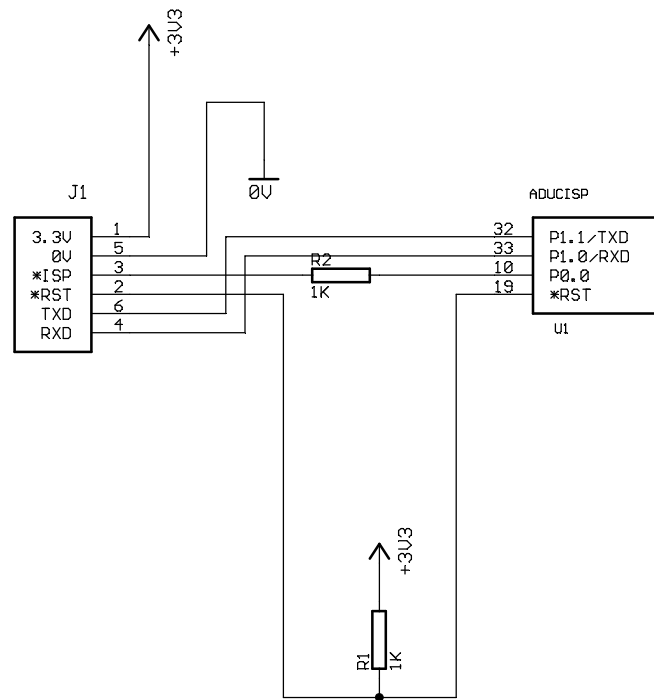 +3V3
J1
0V
ADUCISP
3.3V 1
0V 5
*ISP 3
*RST 2
TXD 6
RXD 4
R2
1K
32 P1.1/TXD
33 P1.0/RXD
10 P0.0
19 *RST
U1
+3V3
R1
1K